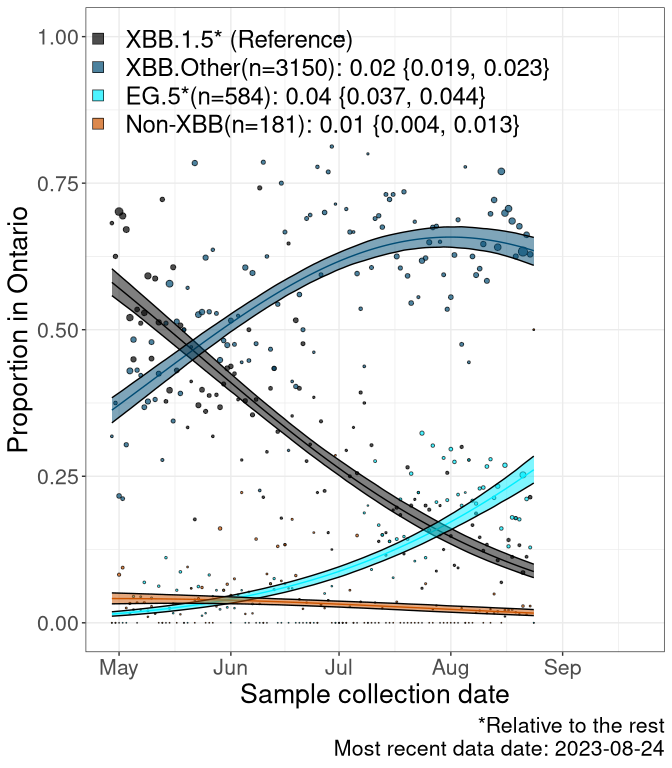 XBB.1.5* (Reference)
XBB.Other(n=3150): 0.02 {0.019, 0.023}
EG.5*(n=584): 0.04 {0.037, 0.044}
Non-XBB(n=181): 0.01 {0.004, 0.013}
1.00
0.75
0.50
0.25
0.00
Proportion in Ontario
May Jun Jul Aug Sep
Sample collection date
*Relative to the rest
Most recent data date: 2023-08-24